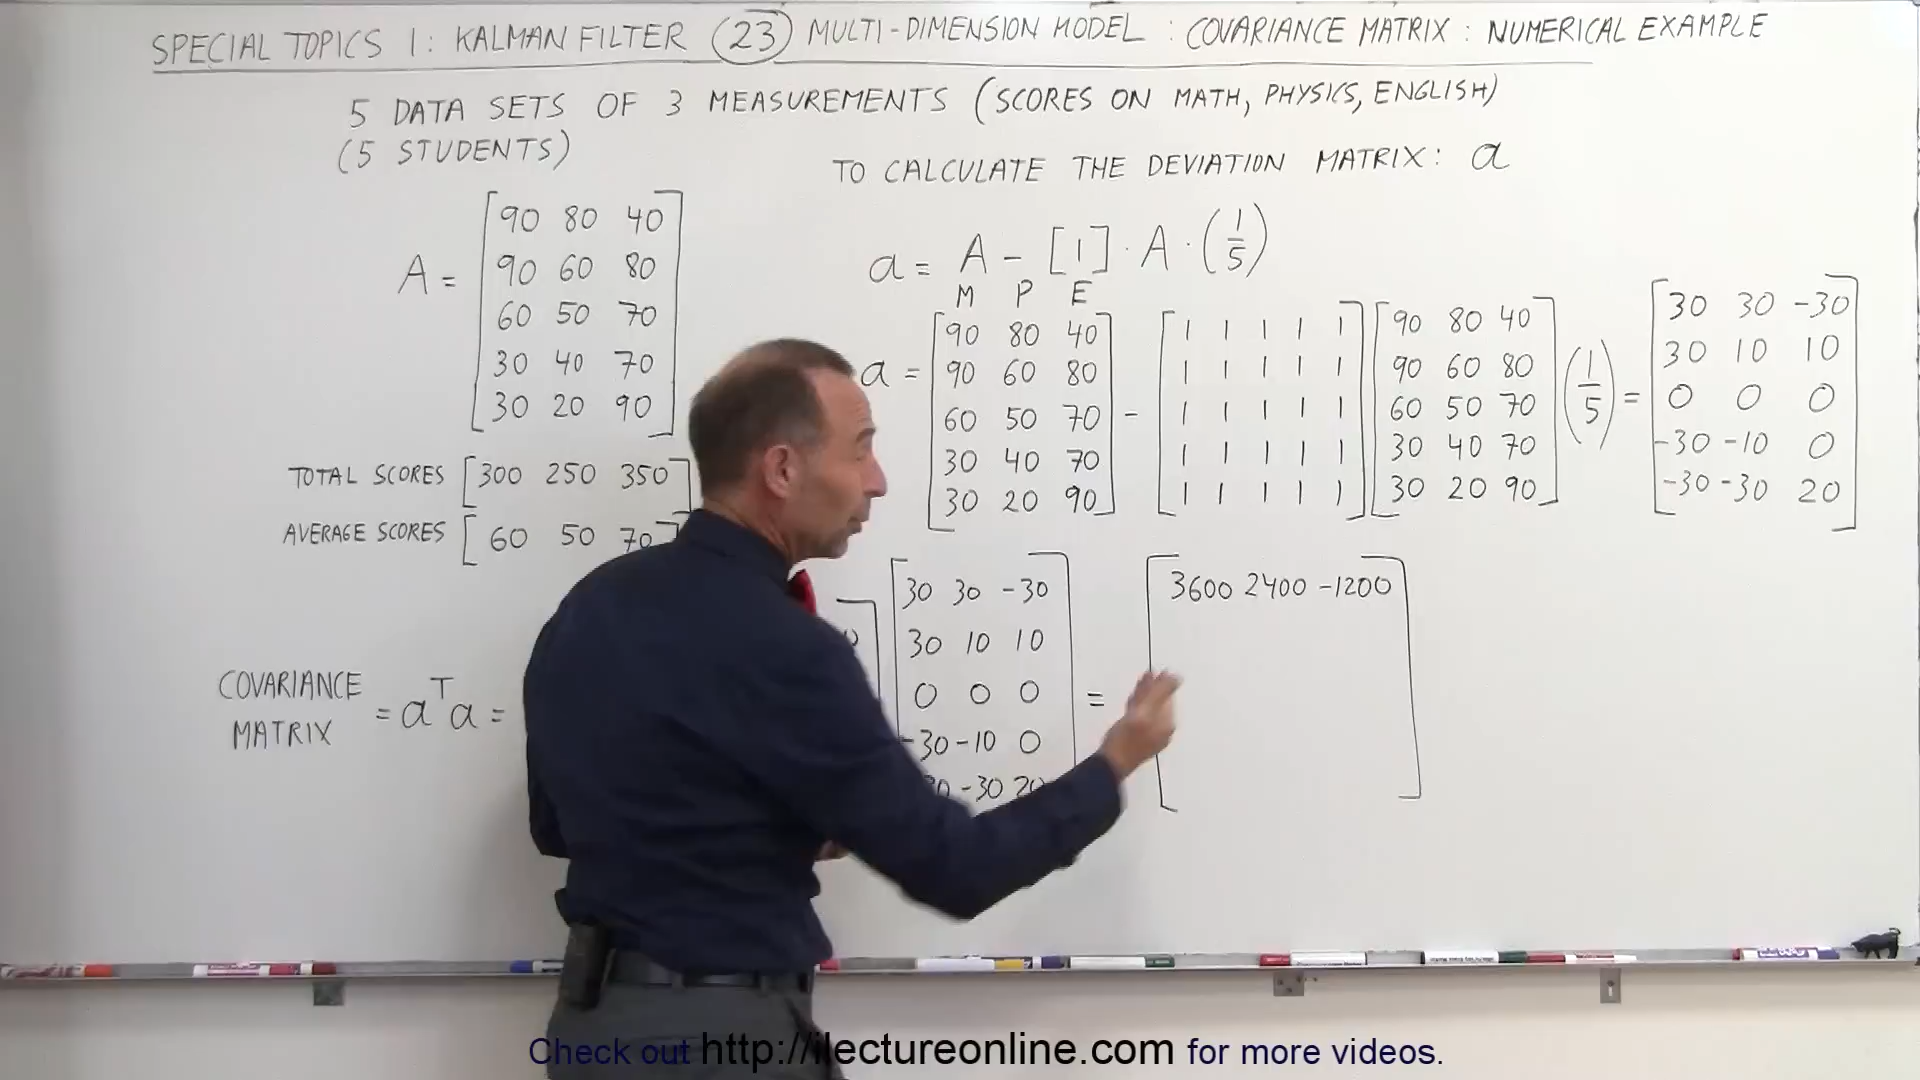 SPECIAL TOPICS 1: KALMAN FILTER (23) MULTI-DIMENSION MODEL : COVARIANCE MATRIX : NUMERICAL EXAMPLE
5 DATA SETS OF 3 MEASUREMENTS (SCORES ON MATH, PHYSICS, ENGLISH)
(5 STUDENTS)
A =
90 80 40
90 60 80
60 50 70
30 40 70
30 20 90
TOTAL SCORES [300 250 350]
AVERAGE SCORES [60 50 70]
TO CALCULATE THE DEVIATION MATRIX: a
a = A - [1] · A · (1/5)
M P E
a =
90 80 40
90 60 80
60 50 70
30 40 70
30 20 90
-
1 1 1 1 1
1 1 1 1 1
1 1 1 1 1
1 1 1 1 1
1 1 1 1 1
90 80 40
90 60 80
60 50 70
30 40 70
30 20 90
(1/5) =
30 30 -30
30 10 10
0 0 0
-30 -10 0
-30 -30 20
COVARIANCE
MATRIX
= aᵀa =
30 30 -30
30 10 10
0 0 0
-30 -10 0
-30 20
=
3600 2400 -1200
Check out http://ilectureonline.com for more videos.